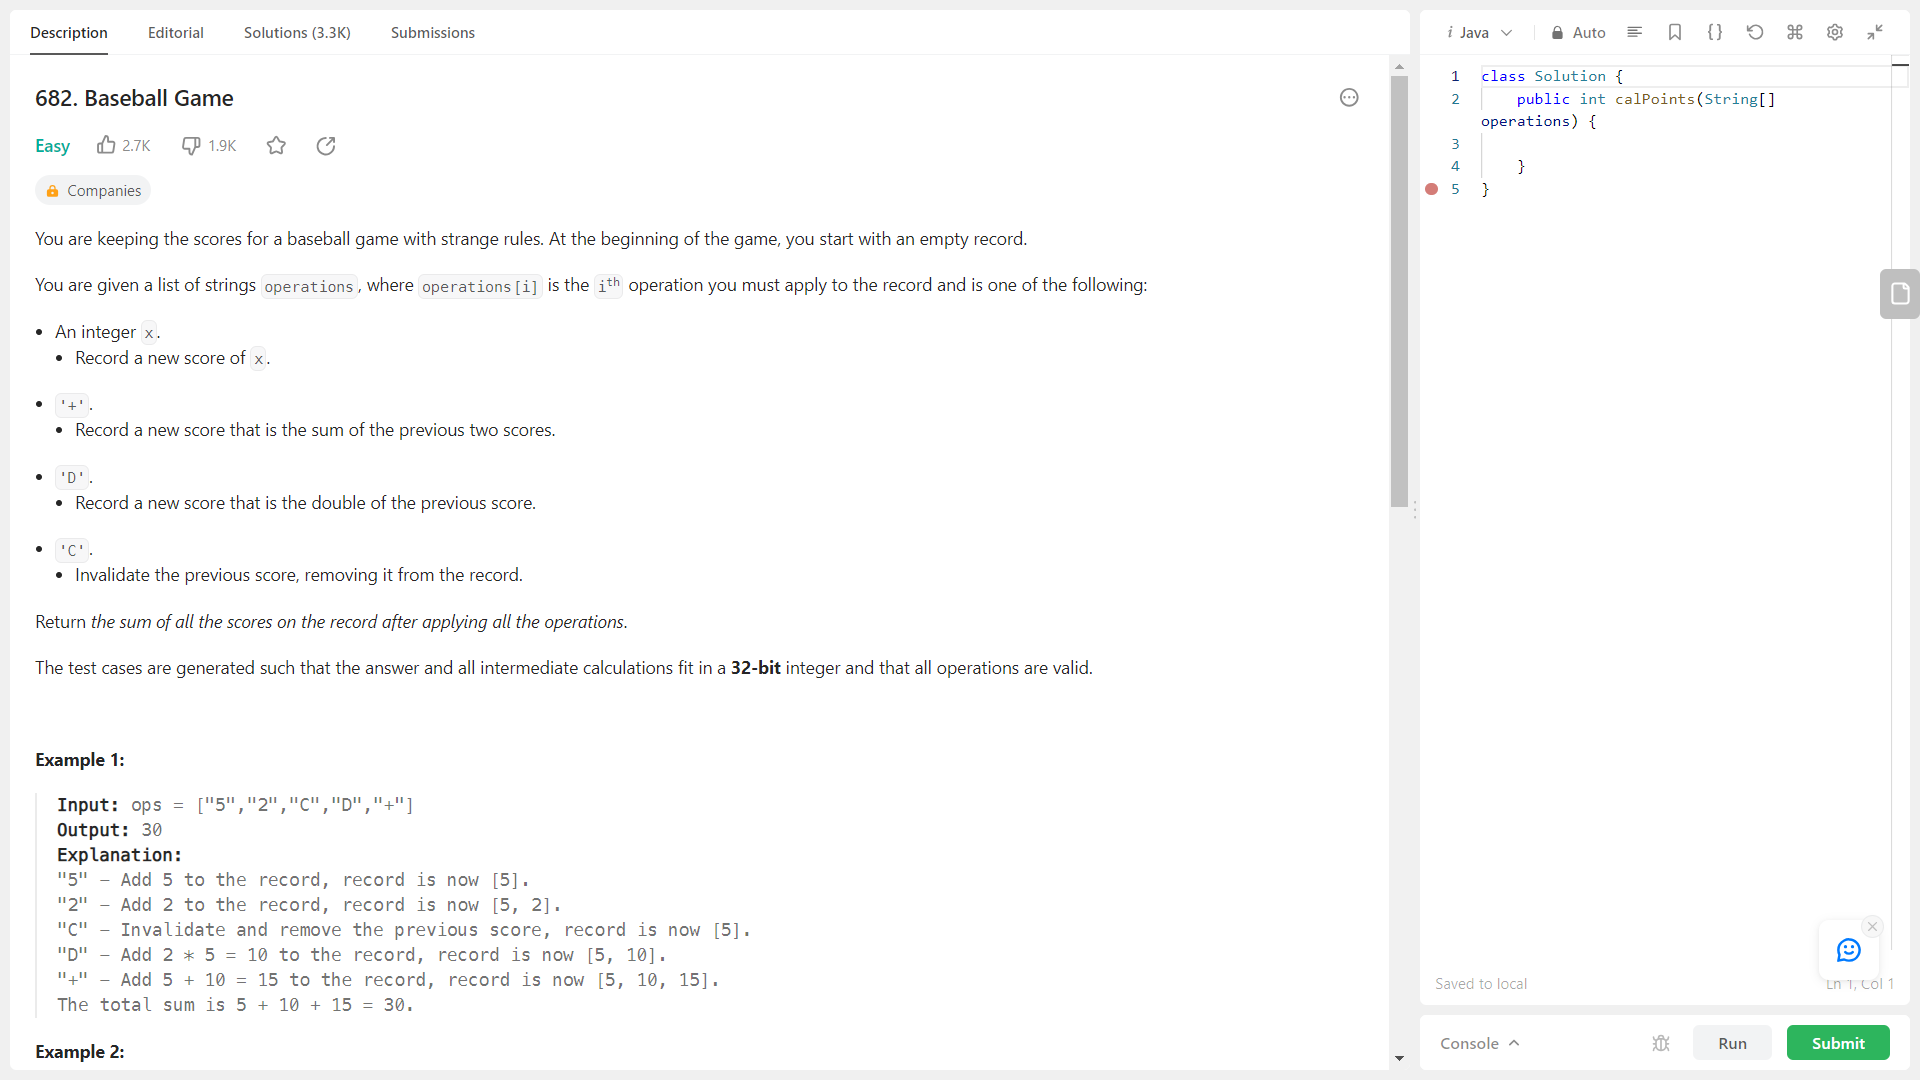 Description Editorial Solutions (3.3K) Submissions
682. Baseball Game
Easy 2.7K 1.9K
Companies
You are keeping the scores for a baseball game with strange rules. At the beginning of the game, you start with an empty record.
You are given a list of strings operations, where operations[i] is the ith operation you must apply to the record and is one of the following:
• An integer x.
• Record a new score of x.
• '+'.
• Record a new score that is the sum of the previous two scores.
• 'D'.
• Record a new score that is the double of the previous score.
• 'C'.
• Invalidate the previous score, removing it from the record.
Return the sum of all the scores on the record after applying all the operations.
The test cases are generated such that the answer and all intermediate calculations fit in a 32-bit integer and that all operations are valid.
Example 1:
Input: ops = ["5","2","C","D","+"]
Output: 30
Explanation:
"5" - Add 5 to the record, record is now [5].
"2" - Add 2 to the record, record is now [5, 2].
"C" - Invalidate and remove the previous score, record is now [5].
"D" - Add 2 * 5 = 10 to the record, record is now [5, 10].
"+" - Add 5 + 10 = 15 to the record, record is now [5, 10, 15].
The total sum is 5 + 10 + 15 = 30.
Example 2:
i Java Auto {}
1 class Solution {
2 public int calPoints(String[]
operations) {
3
4 }
5 }
Saved to local Ln 1, Col 1
Console Run Submit